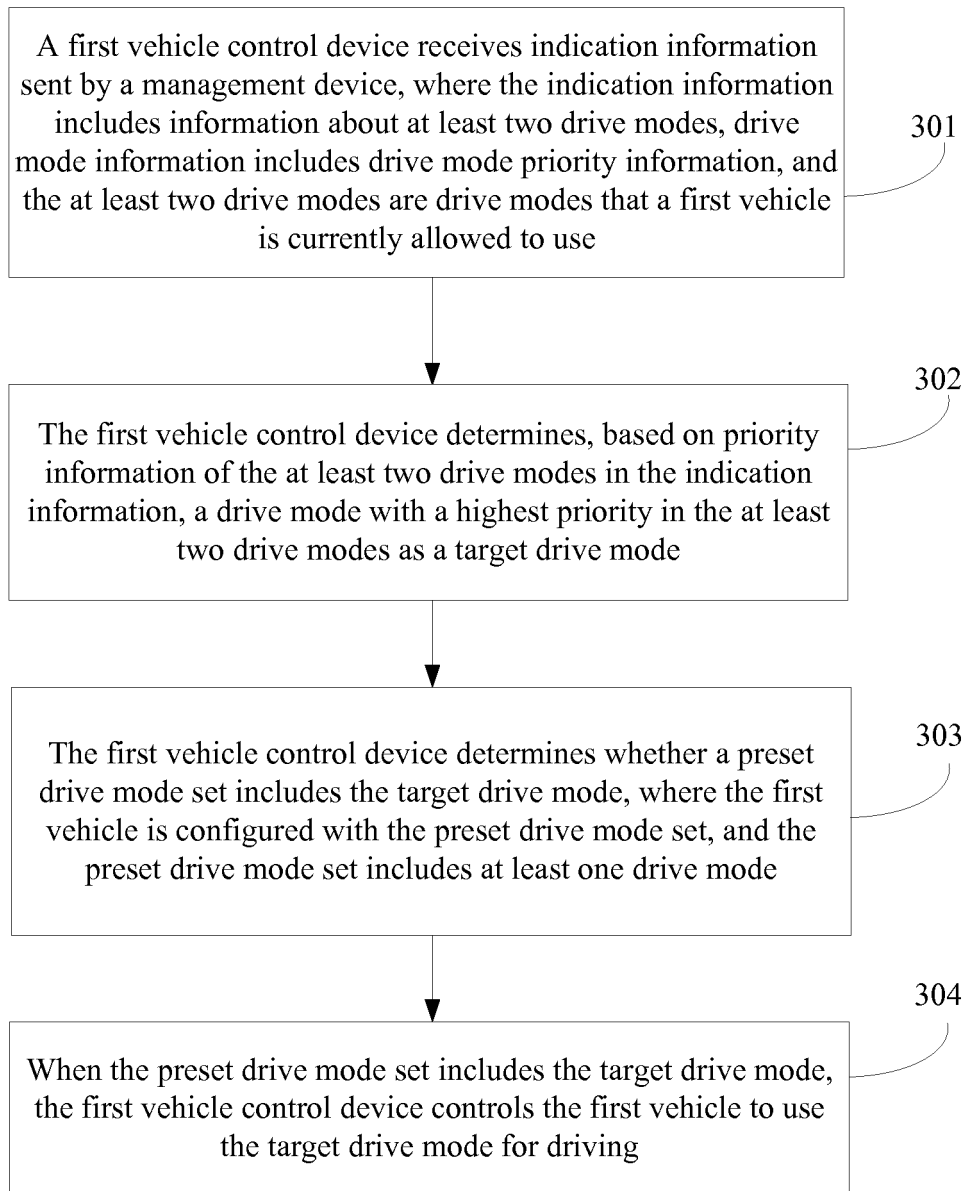 A first vehicle control device receives indication information
sent by a management device, where the indication information
includes information about at least two drive modes, drive
mode information includes drive mode priority information, and
the at least two drive modes are drive modes that a first vehicle
is currently allowed to use
301
302
The first vehicle control device determines, based on priority
information of the at least two drive modes in the indication
information, a drive mode with a highest priority in the at least
two drive modes as a target drive mode
303
The first vehicle control device determines whether a preset
drive mode set includes the target drive mode, where the first
vehicle is configured with the preset drive mode set, and the
preset drive mode set includes at least one drive mode
304
When the preset drive mode set includes the target drive mode,
the first vehicle control device controls the first vehicle to use
the target drive mode for driving